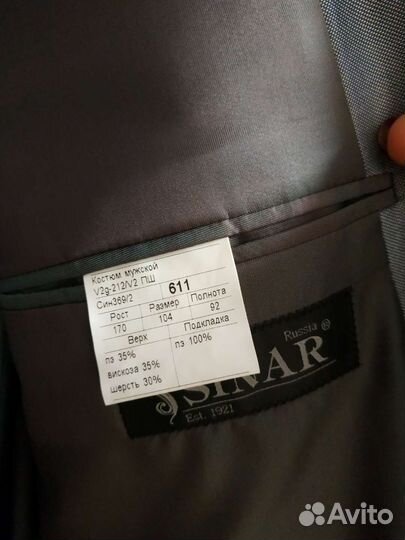 Костюм мужской
V2g-212/V2 ПШ
Син369/2 611
Рост Размер Полнота
170 104 92
Верх Подкладка
пэ 35% пэ 100%
вискоза 35%
шерсть 30%
Russia ®
SINAR
Est. 1921
Avito